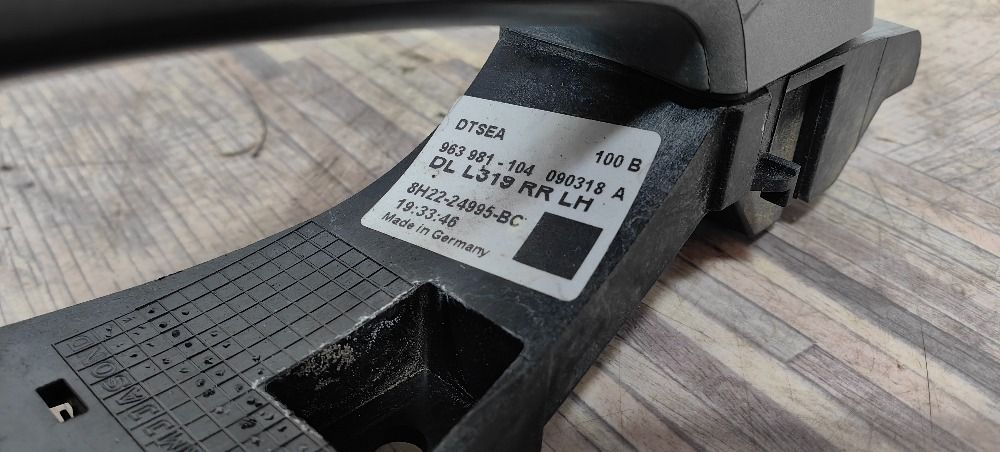 DTSEA
100 B
963 981 - 104 090318 A
DL L319 RR LH
8H22-24995-BC
19:33:46
Made in Germany
J F M A M J J A S O N D